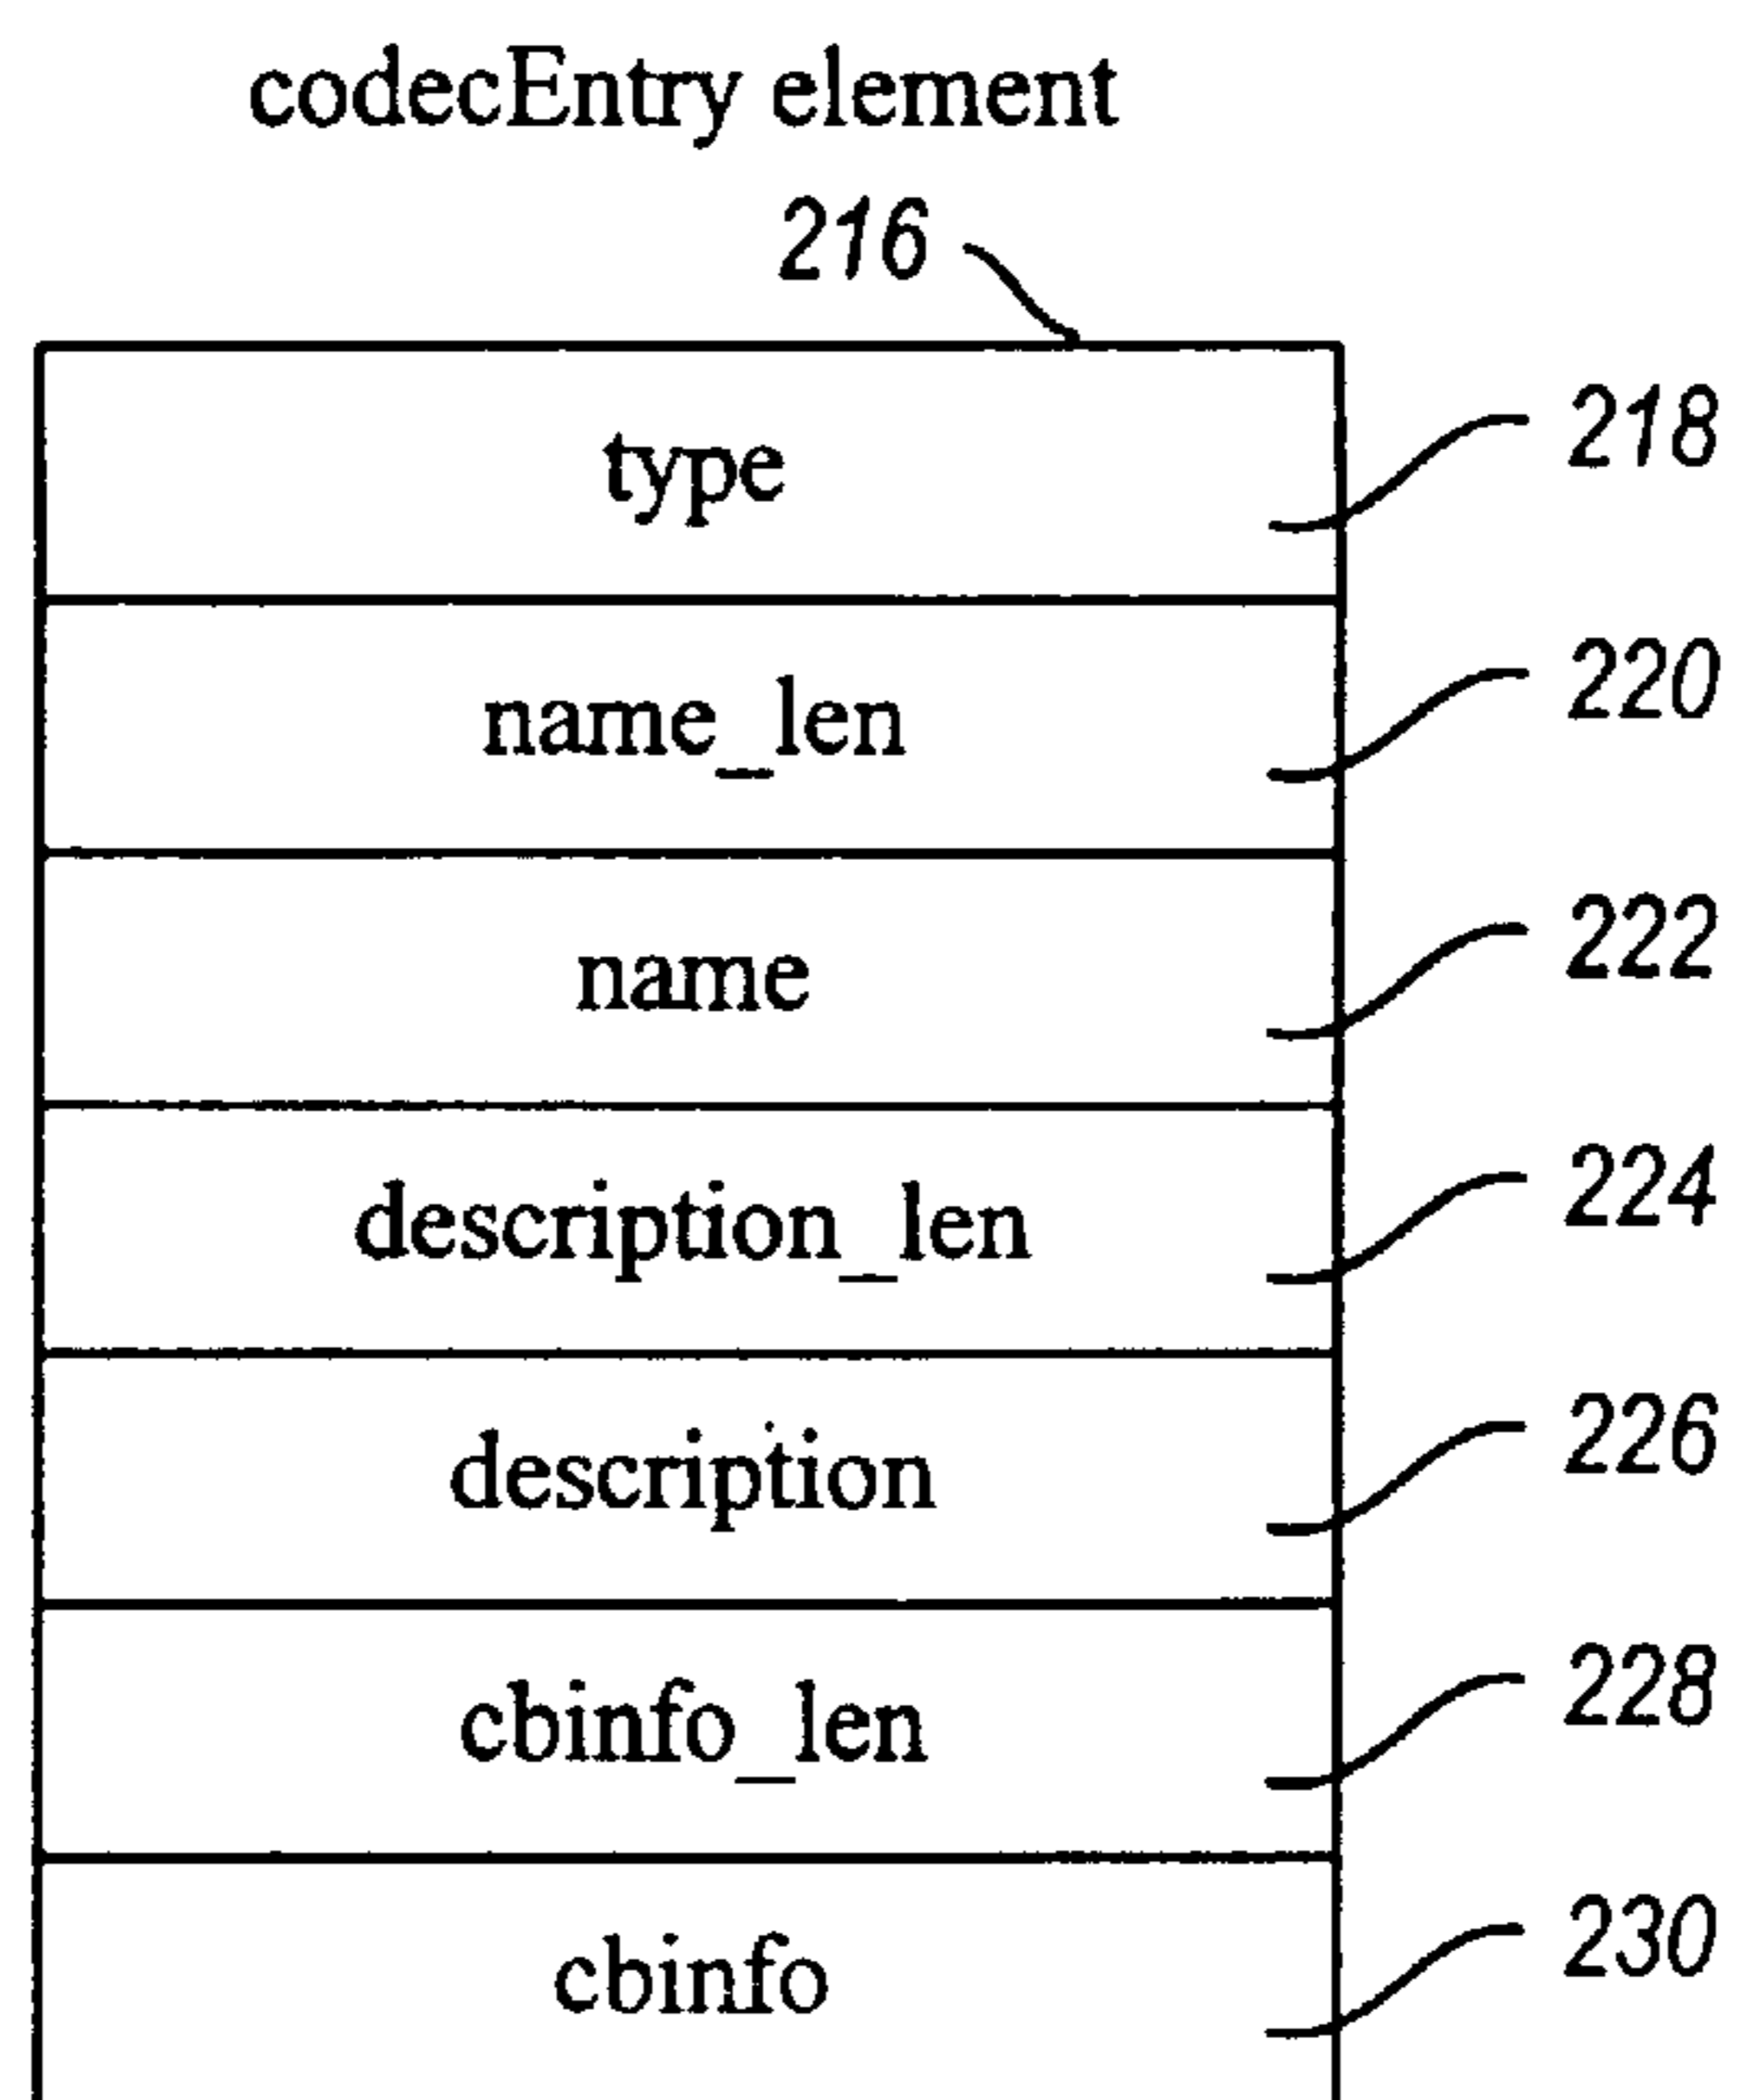 codecEntry element
216
type 218
name_len 220
name 222
description_len 224
description 226
cbinfo_len 228
cbinfo 230